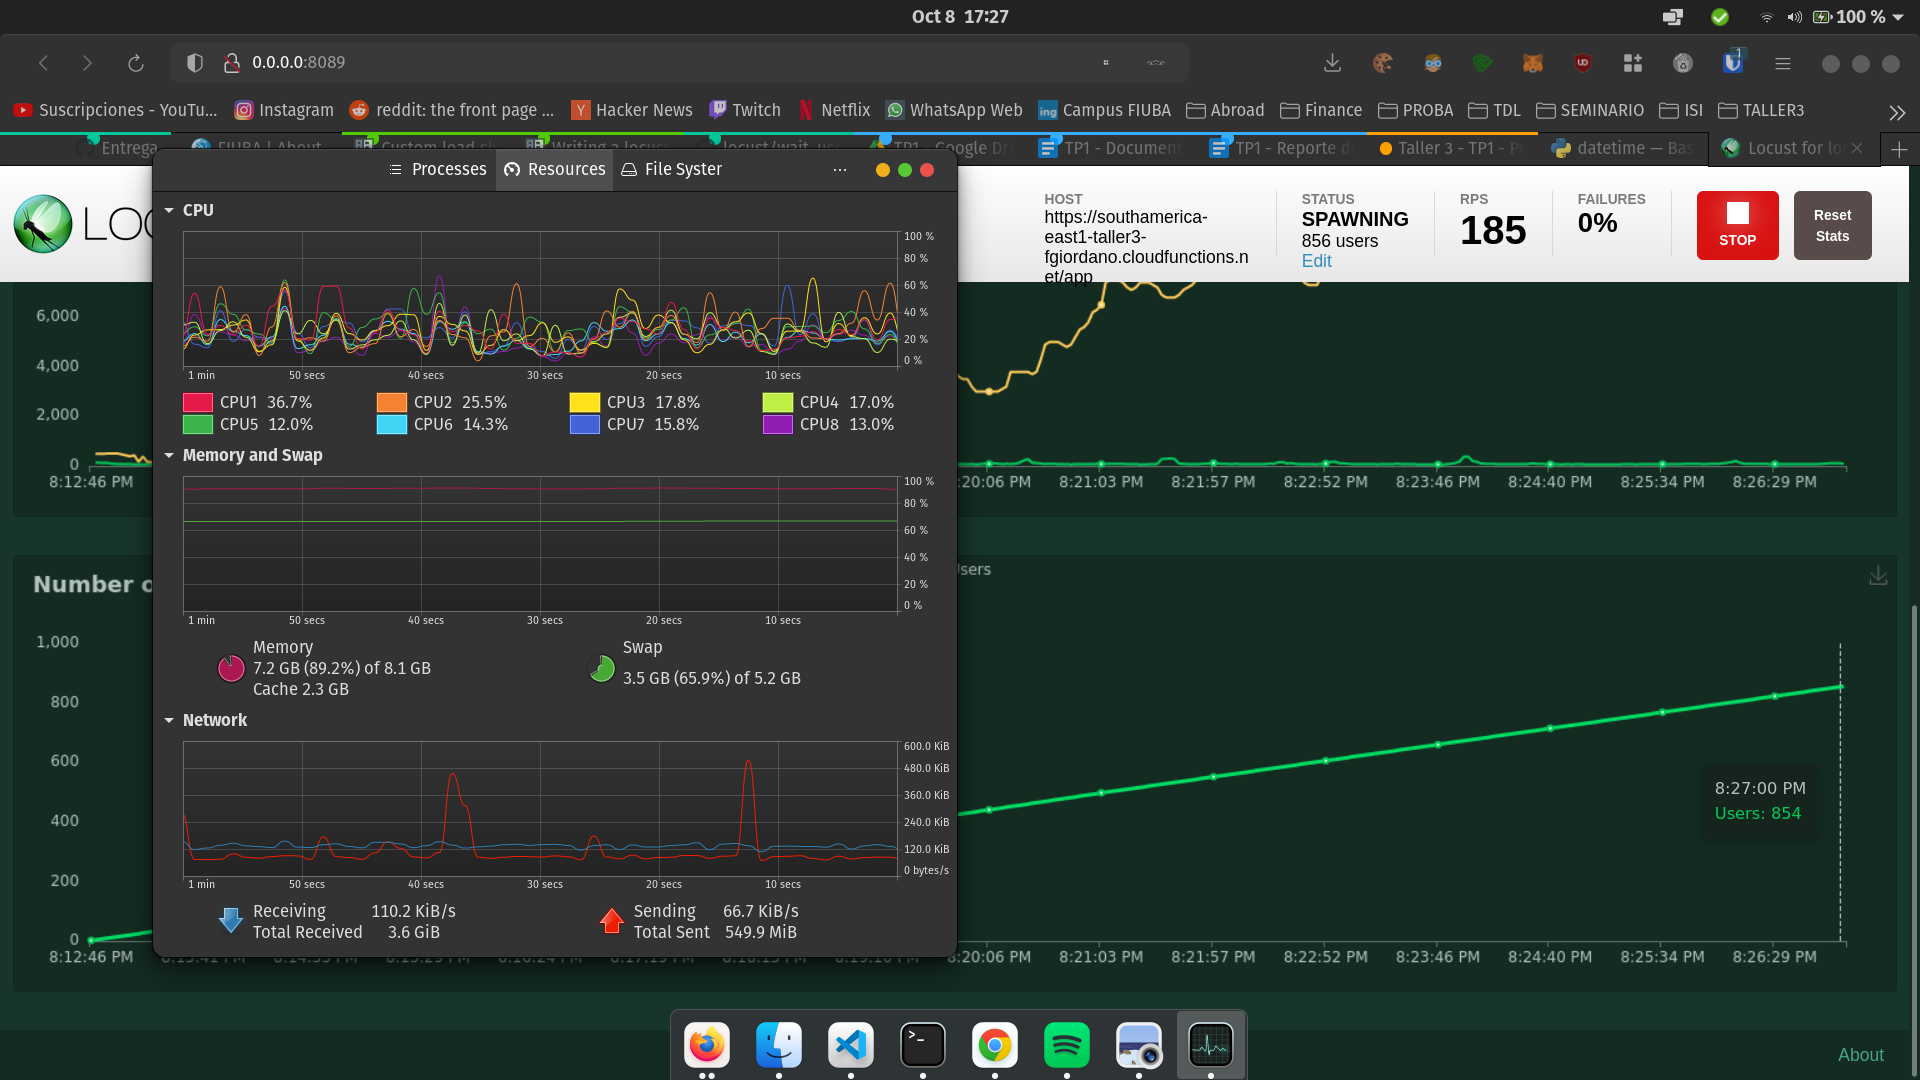 Oct 8 17:27
100 %
0.0.0.0:8089
1
Suscripciones - YouTu...
Instagram
reddit: the front page ...
Hacker News
Twitch
Netflix
WhatsApp Web
Campus FIUBA
Abroad
Finance
PROBA
TDL
SEMINARIO
ISI
TALLER3
Entrega
FIUBA | About
Custom load sh
Writing a locust
locust/wait_
TP1 - Google Dr
TP1 - Document
TP1 - Reporte d
Taller 3 - TP1 - P
datetime — Bas
Locust for lo
Processes
Resources
File Syster
LOC
HOST
https://southamerica-
east1-taller3-
fgiordano.cloudfunctions.n
et/app
STATUS
SPAWNING
856 users
Edit
RPS
185
FAILURES
0%
STOP
Reset
Stats
CPU
100 %
80 %
60 %
40 %
20 %
0 %
1 min
50 secs
40 secs
30 secs
20 secs
10 secs
CPU1 36.7%
CPU2 25.5%
CPU3 17.8%
CPU4 17.0%
CPU5 12.0%
CPU6 14.3%
CPU7 15.8%
CPU8 13.0%
Memory and Swap
100 %
80 %
60 %
40 %
20 %
0 %
1 min
50 secs
40 secs
30 secs
20 secs
10 secs
Memory
7.2 GB (89.2%) of 8.1 GB
Cache 2.3 GB
Swap
3.5 GB (65.9%) of 5.2 GB
Network
600.0 KiB
480.0 KiB
360.0 KiB
240.0 KiB
120.0 KiB
0 bytes/s
1 min
50 secs
40 secs
30 secs
20 secs
10 secs
Receiving 110.2 KiB/s
Total Received 3.6 GiB
Sending 66.7 KiB/s
Total Sent 549.9 MiB
6,000
4,000
2,000
0
8:12:46 PM
:20:06 PM
8:21:03 PM
8:21:57 PM
8:22:52 PM
8:23:46 PM
8:24:40 PM
8:25:34 PM
8:26:29 PM
Number o
Users
1,000
800
600
400
200
0
8:27:00 PM
Users: 854
8:12:46 PM
8:13:41 PM
8:14:35 PM
8:15:29 PM
8:16:24 PM
8:17:19 PM
8:18:13 PM
8:19:10 PM
8:20:06 PM
8:21:03 PM
8:21:57 PM
8:22:52 PM
8:23:46 PM
8:24:40 PM
8:25:34 PM
8:26:29 PM
About